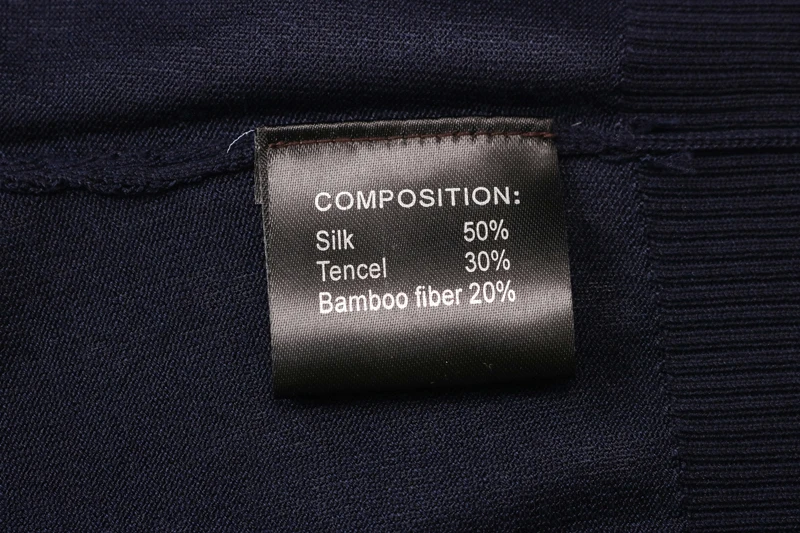 COMPOSITION:
Silk 50%
Tencel 30%
Bamboo fiber 20%